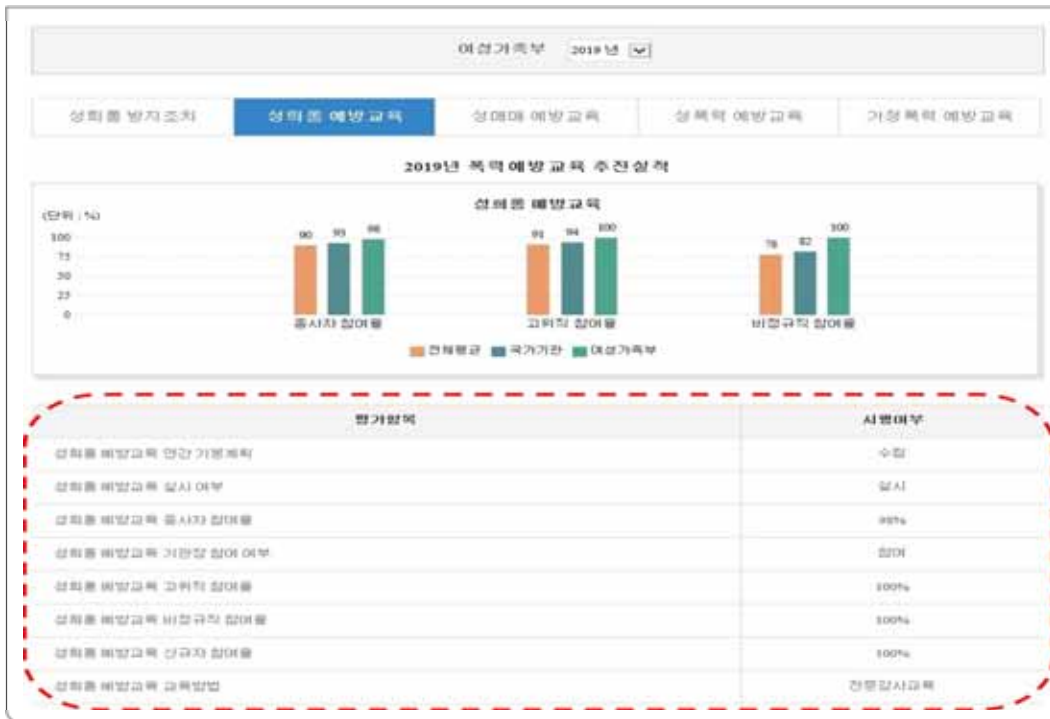 여성가족부 2019년
성희롱 방지조치 성희롱 예방교육 성매매 예방교육 성폭력 예방교육 가정폭력 예방교육
2019년 폭력예방교육 추진실적
성희롱 예방교육
(단위 : %)
100
75
50
25
0
90 93 98
91 94 100
78 82 100
종사자 참여율 고위직 참여율 비정규직 참여율
전체평균 국가기관 여성가족부
평가항목 시행여부
성희롱 예방교육 연간 기본계획 수립
성희롱 예방교육 실시 여부 실시
성희롱 예방교육 종사자 참여율 98%
성희롱 예방교육 기관장 참여 여부 참여
성희롱 예방교육 고위직 참여율 100%
성희롱 예방교육 비정규직 참여율 100%
성희롱 예방교육 신규자 참여율 100%
성희롱 예방교육 교육방법 전문강사교육